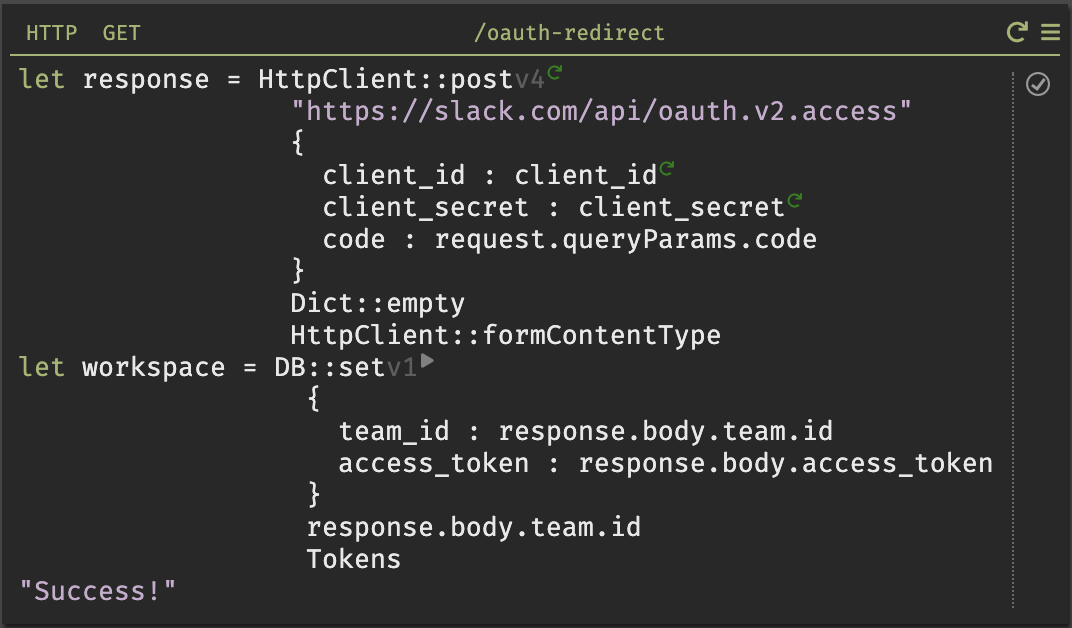 HTTP GET /oauth-redirect
let response = HttpClient::postv4
"https://slack.com/api/oauth.v2.access"
{
client_id : client_id
client_secret : client_secret
code : request.queryParams.code
}
Dict::empty
HttpClient::formContentType
let workspace = DB::setv1
{
team_id : response.body.team.id
access_token : response.body.access_token
}
response.body.team.id
Tokens
"Success!"